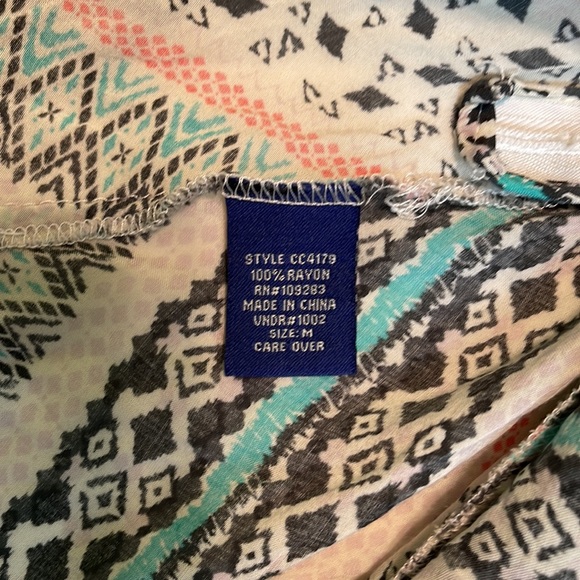 STYLE CC4179
100% RAYON
RN#109283
MADE IN CHINA
VNDR#1002
SIZE: M
CARE OVER